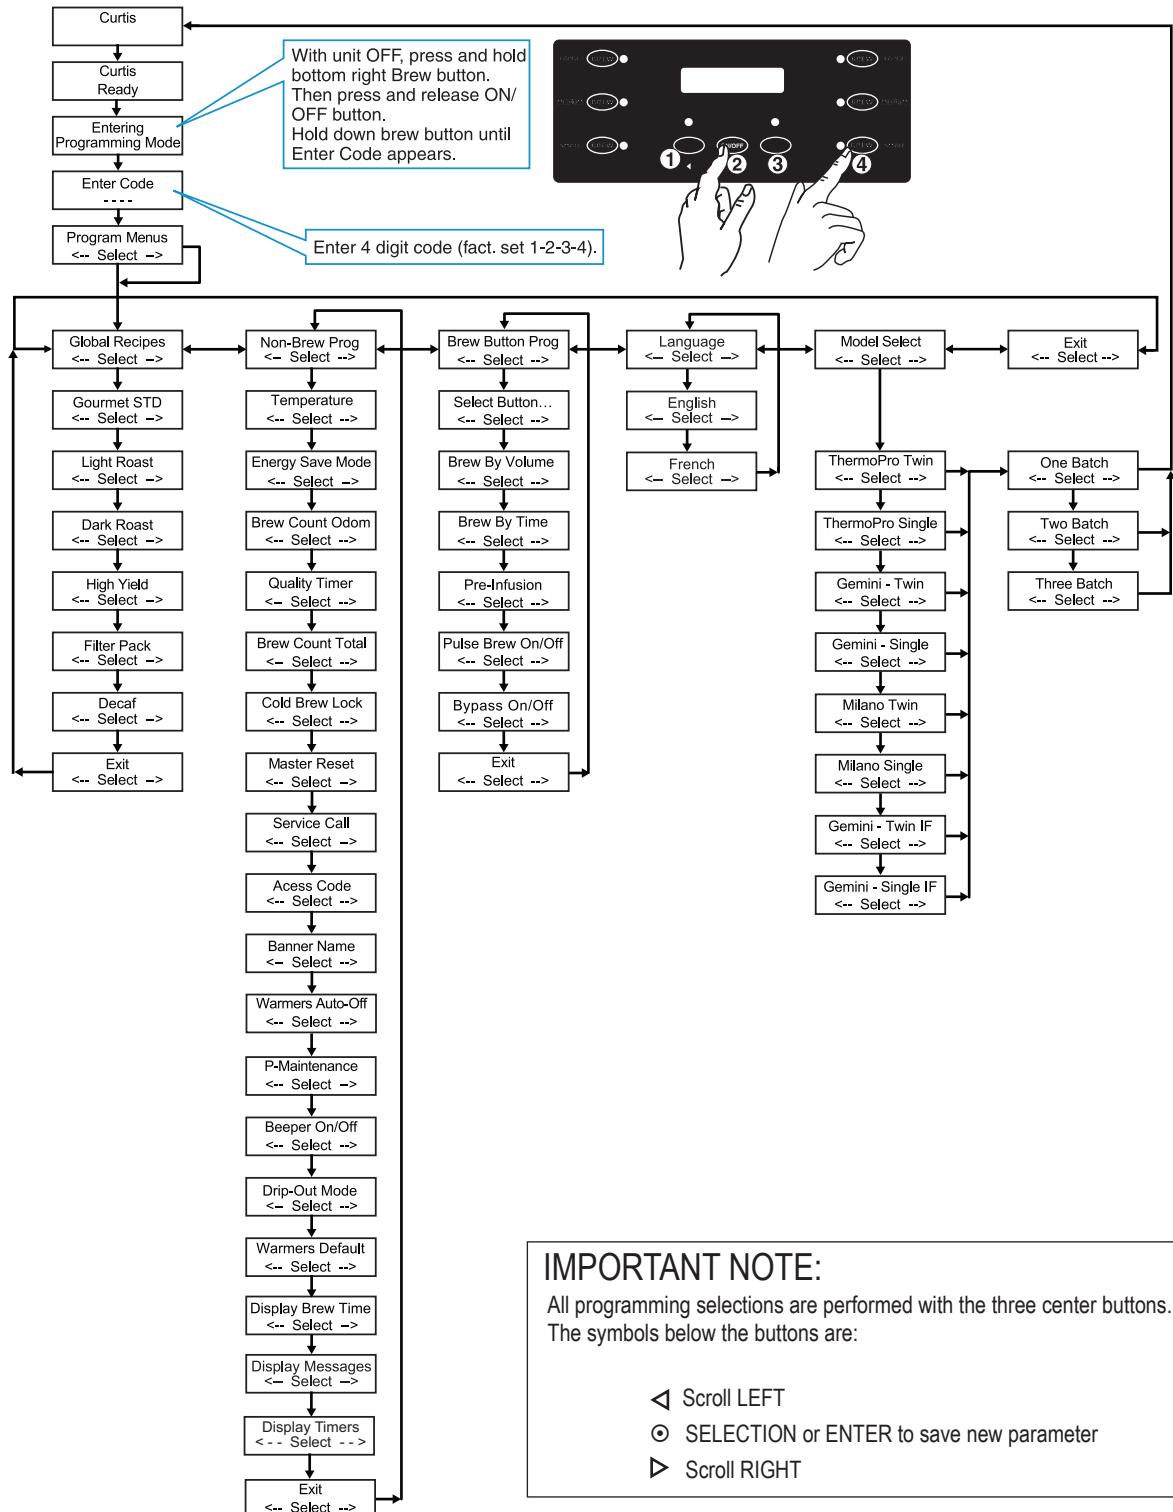 Curtis
Curtis
Ready
Entering
Programming Mode
Enter Code
- - - -
Program Menus
<-- Select ->
With unit OFF, press and hold
bottom right Brew button.
Then press and release ON/
OFF button.
Hold down brew button until
Enter Code appears.
Enter 4 digit code (fact. set 1-2-3-4).
BREW
BREW
BREW
BREW
BREW
BREW
ON/OFF
1
2
3
4
Global Recipes
<-- Select -->
Gourmet STD
<-- Select ->
Light Roast
<-- Select ->
Dark Roast
<-- Select ->
High Yield
<-- Select -->
Filter Pack
<-- Select ->
Decaf
<-- Select ->
Exit
<-- Select ->
Non-Brew Prog
<- Select -->
Temperature
<-- Select ->
Energy Save Mode
<-- Select ->
Brew Count Odom
<-- Select ->
Quality Timer
<- Select -->
Brew Count Total
<- Select -->
Cold Brew Lock
<-- Select ->
Master Reset
<-- Select ->
Service Call
<-- Select ->
Acess Code
<-- Select -->
Banner Name
<- Select -->
Warmers Auto-Off
<-- Select -->
P-Maintenance
<-- Select ->
Beeper On/Off
<-- Select -->
Drip-Out Mode
<- Select -->
Warmers Default
<-- Select -->
Display Brew Time
<-- Select -->
Display Messages
<- Select ->
Display Timers
< - - Select - - >
Exit
<-- Select -->
Brew Button Prog
<-- Select -->
Select Button...
<-- Select -->
Brew By Volume
<-- Select -->
Brew By Time
<-- Select -->
Pre-Infusion
<-- Select -->
Pulse Brew On/Off
<-- Select -->
Bypass On/Off
<-- Select -->
Exit
<-- Select -->
Language
<- Select ->
English
<- Select ->
French
<- Select ->
Model Select
<-- Select -->
ThermoPro Twin
<-- Select -->
ThermoPro Single
<-- Select -->
Gemini - Twin
<-- Select -->
Gemini - Single
<-- Select -->
Milano Twin
<-- Select -->
Milano Single
<-- Select -->
Gemini - Twin IF
<-- Select -->
Gemini - Single IF
<-- Select -->
Exit
<-- Select -->
One Batch
<-- Select -->
Two Batch
<-- Select -->
Three Batch
<-- Select -->
IMPORTANT NOTE:
All programming selections are performed with the three center buttons.
The symbols below the buttons are:
Scroll LEFT
SELECTION or ENTER to save new parameter
Scroll RIGHT